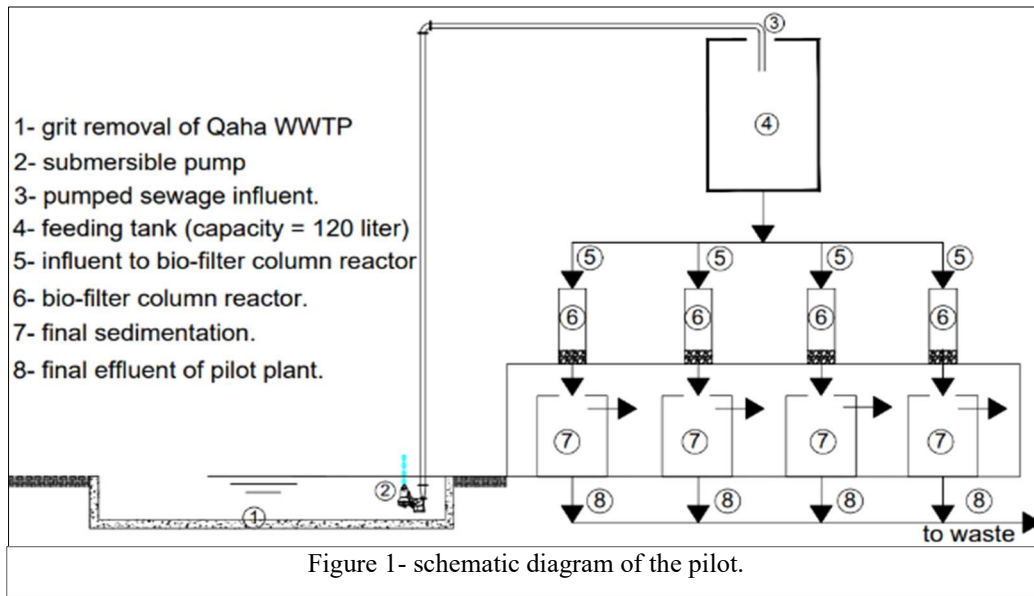 1- grit removal of Qaha WWTP
2- submersible pump
3- pumped sewage influent.
4- feeding tank (capacity = 120 liter)
5- influent to bio-filter column reactor
6- bio-filter column reactor.
7- final sedimentation.
8- final effluent of pilot plant.
3
4
5 5 5 5
6 6 6 6
7 7 7 7
2
1
8 8 8 8
to waste
Figure 1- schematic diagram of the pilot.